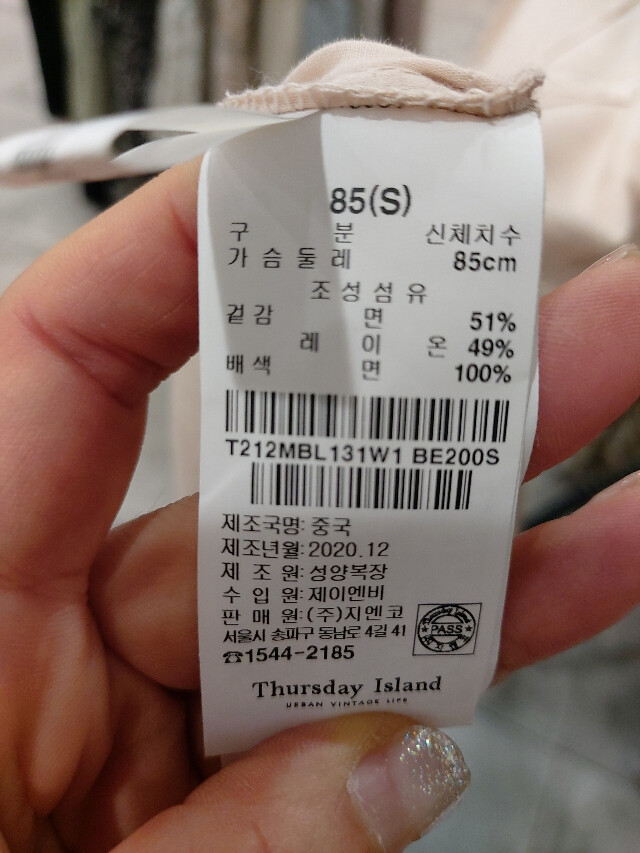 85(S)
구 분 신체치수
가슴둘레 85cm
조성섬유
겉감 면 51%
레이온 49%
배색 면 100%
T212MBL131W1 BE200S
제조국명: 중국
제조년월: 2020.12
제 조 원: 성양복장
수 입 원: 제이엔비
판 매 원: (주)지엔코
서울시 송파구 동남로 4길 41
☎1544-2185
Thursday Island
PASS
Thursday Island
URBAN VINTAGE LIFE